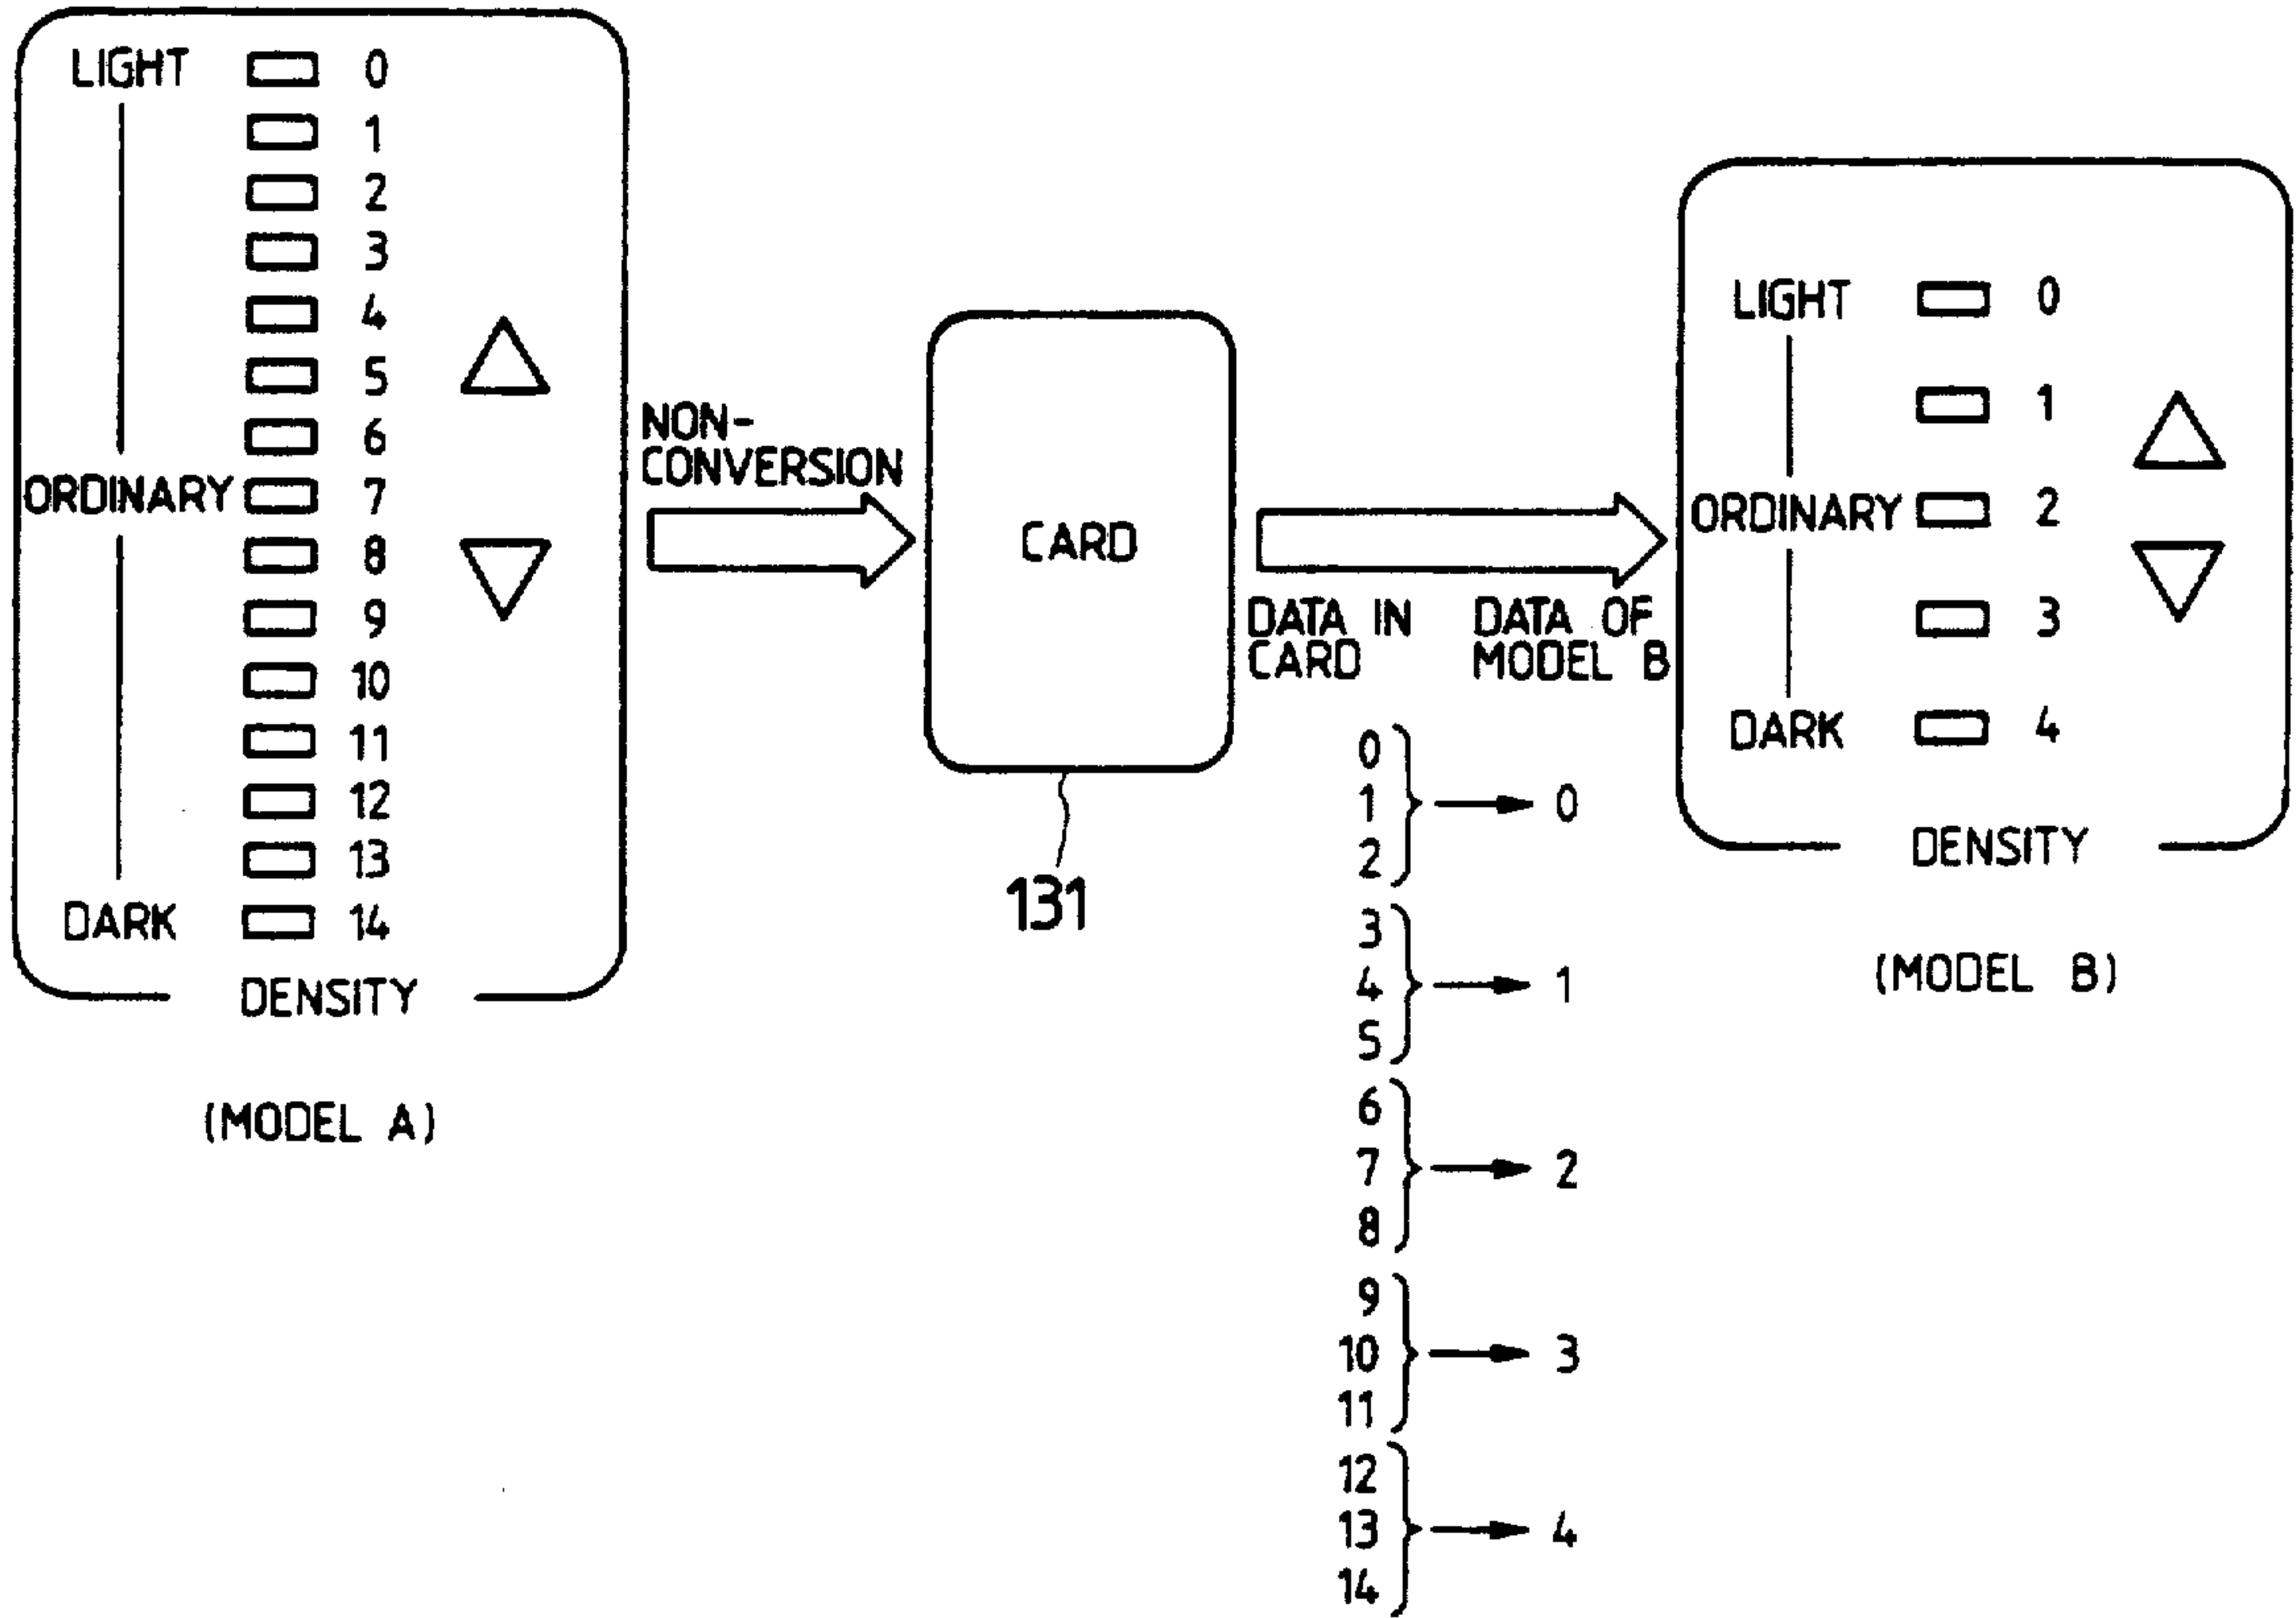 LIGHT 0
1
2
3
4
5
6
ORDINARY 7
8
9
10
11
12
13
DARK 14
DENSITY
(MODEL A)
NON-
CONVERSION
CARD
131
DATA IN
CARD
DATA OF
MODEL B
0
1
2
0
3
4
5
1
6
7
8
2
9
10
11
3
12
13
14
4
LIGHT 0
1
ORDINARY 2
3
DARK 4
DENSITY
(MODEL B)